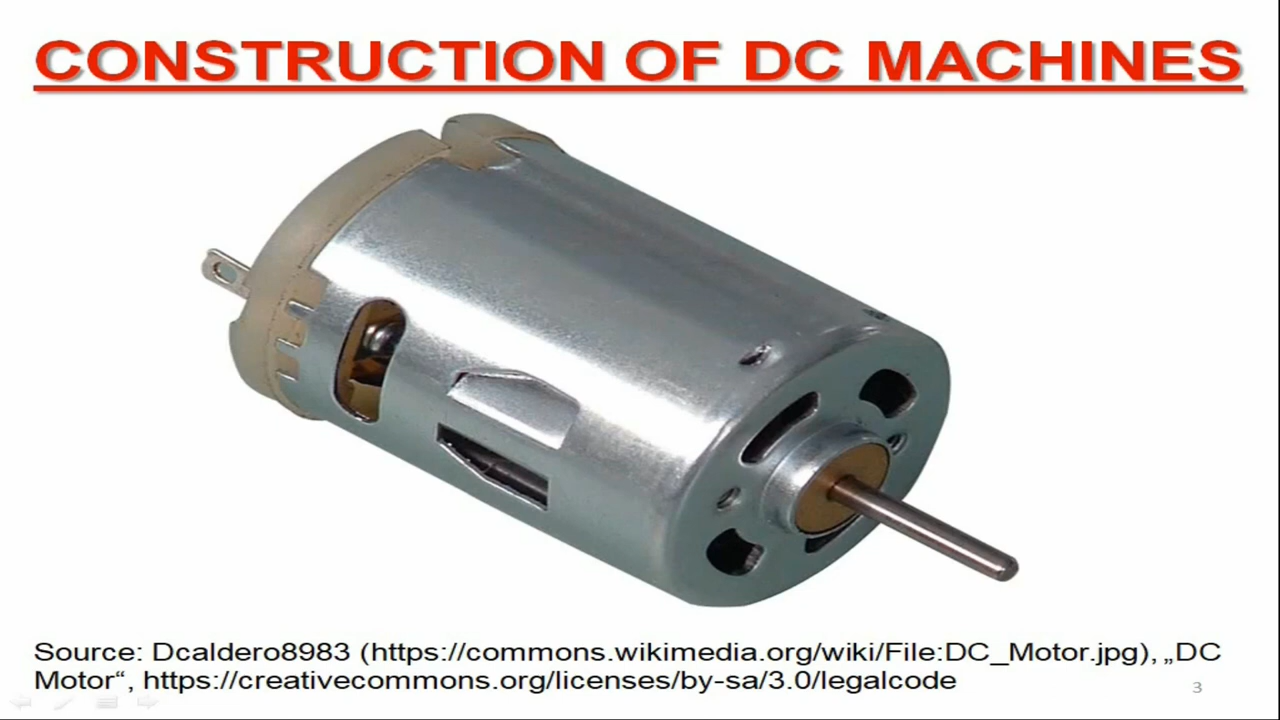 CONSTRUCTION OF DC MACHINES
Source: Dcaldero8983 (https://commons.wikimedia.org/wiki/File:DC_Motor.jpg), „DC
Motor“, https://creativecommons.org/licenses/by-sa/3.0/legalcode
3